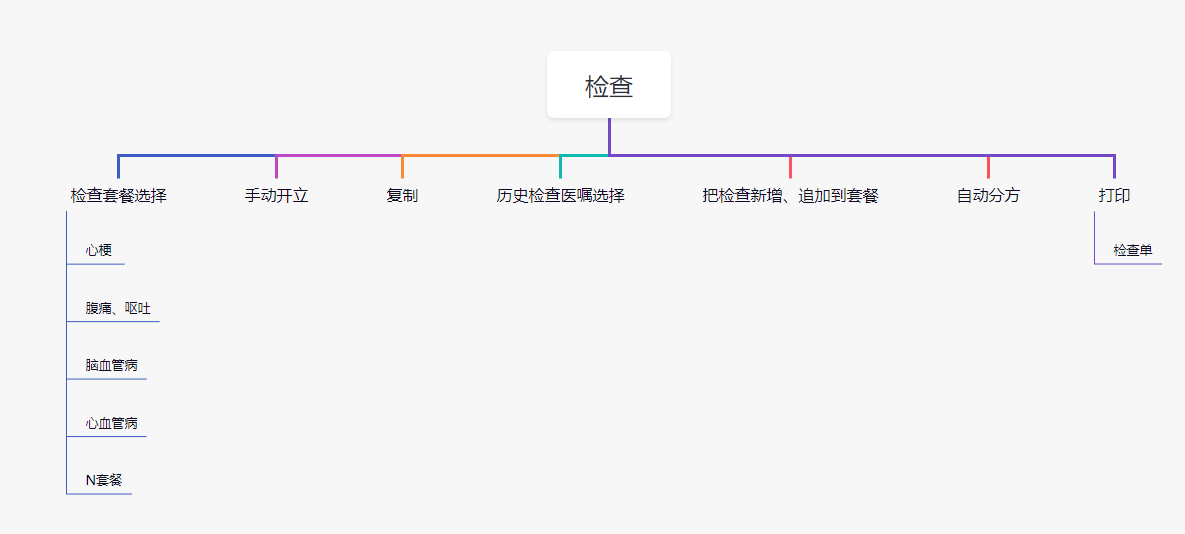 检查
检查套餐选择
手动开立
复制
历史检查医嘱选择
把检查新增、追加到套餐
自动分方
打印
心梗
检查单
腹痛、呕吐
脑血管病
心血管病
N套餐